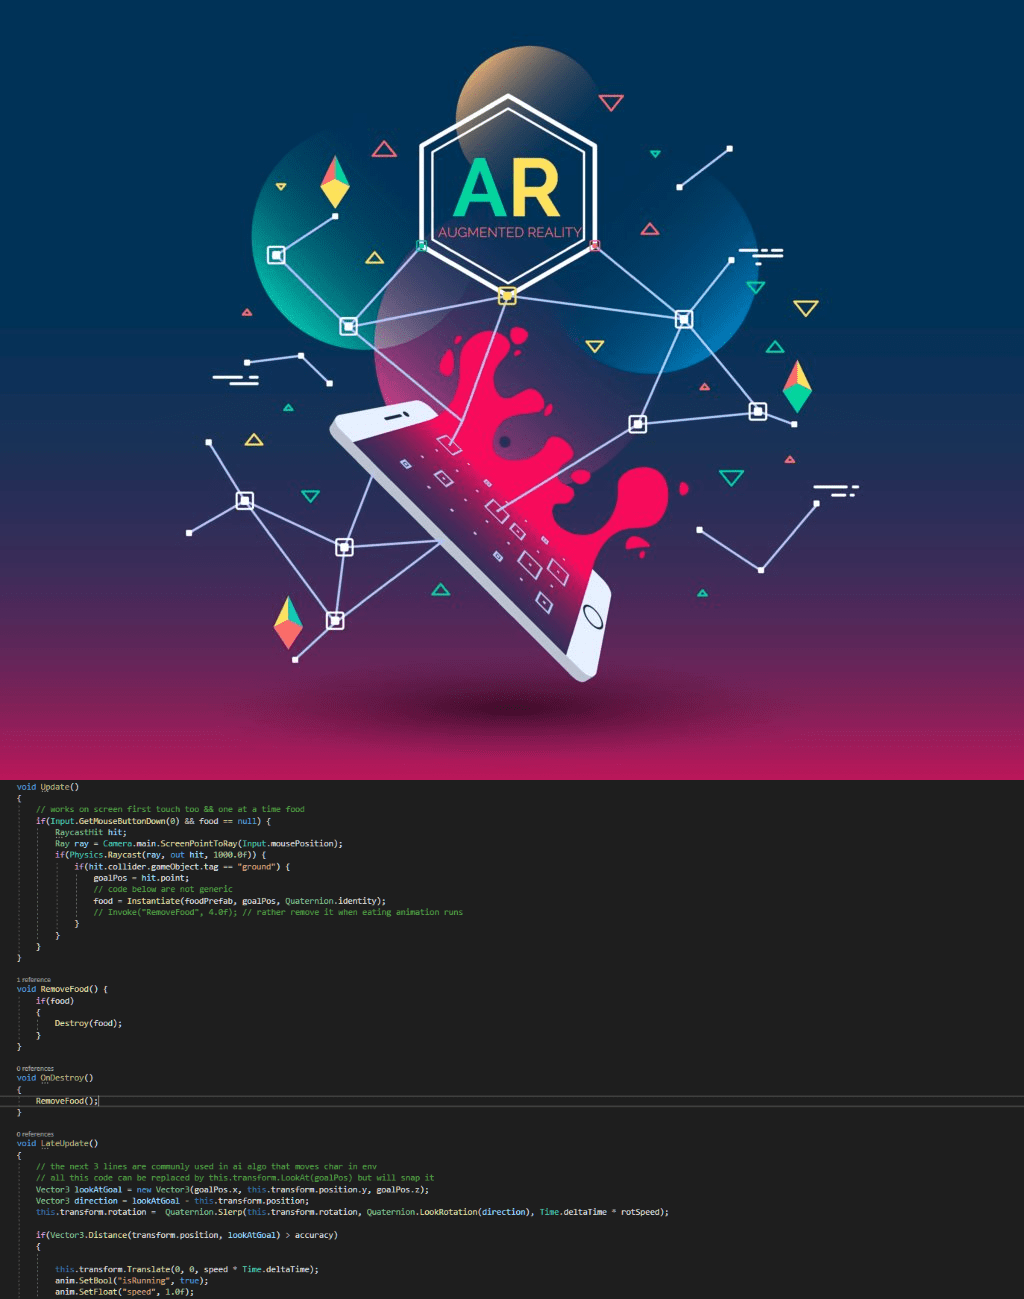 AR
AUGMENTED REALITY
void Update()
{
// works on screen first touch too && one at a time food
if(Input.GetMouseButtonDown(0) && food == null) {
RaycastHit hit;
Ray ray = Camera.main.ScreenPointToRay(Input.mousePosition);
if(Physics.Raycast(ray, out hit, 1000.0f)) {
if(hit.collider.gameObject.tag == "ground") {
goalPos = hit.point;
// code below are not generic
food = Instantiate(foodPrefab, goalPos, Quaternion.identity);
// Invoke("RemoveFood", 4.0f); // rather remove it when eating animation runs
}
}
}
}
1 reference
void RemoveFood() {
if(food)
{
Destroy(food);
}
}
0 references
void OnDestroy()
{
RemoveFood();
}
0 references
void LateUpdate()
{
// the next 3 lines are communly used in ai algo that moves char in env
// all this code can be replaced by this.transform.LookAt(goalPos) but will snap it
Vector3 lookAtGoal = new Vector3(goalPos.x, this.transform.position.y, goalPos.z);
Vector3 direction = lookAtGoal - this.transform.position;
this.transform.rotation = Quaternion.Slerp(this.transform.rotation, Quaternion.LookRotation(direction), Time.deltaTime * rotSpeed);
if(Vector3.Distance(transform.position, lookAtGoal) > accuracy)
{
this.transform.Translate(0, 0, speed * Time.deltaTime);
anim.SetBool("isRunning", true);
anim.SetFloat("speed", 1.0f);